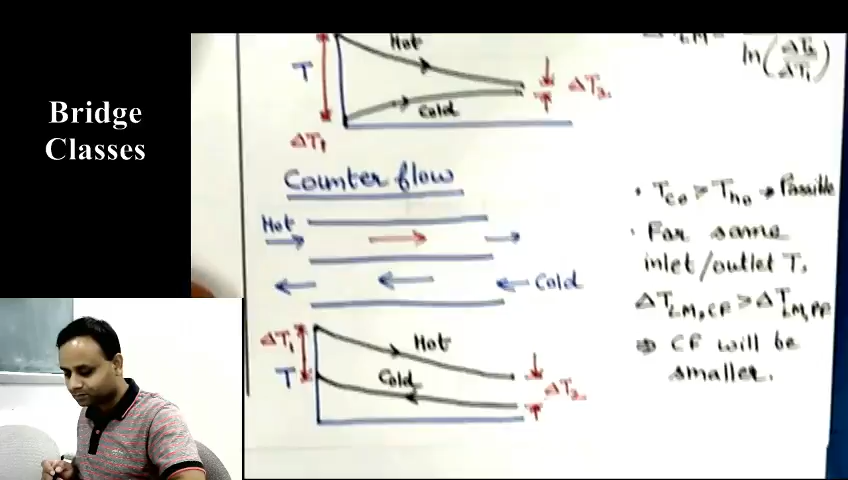 Bridge
Classes
Hot
T
ΔT₂
Cold
ΔT₁
ln(ΔT₂/ΔT₁)
Counter flow
Hot
Cold
ΔT₁
Hot
T
Cold
ΔT₂
• Tco > Tho → Possible
• For same
inlet/outlet T,
ΔTLM,CF > ΔTLM,PF
⇒ CF will be
smaller.